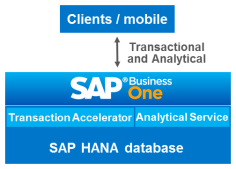 Clients / mobile
Transactional
and Analytical
SAP® Business
One
Transaction Accelerator
Analytical Service
SAP HANA database